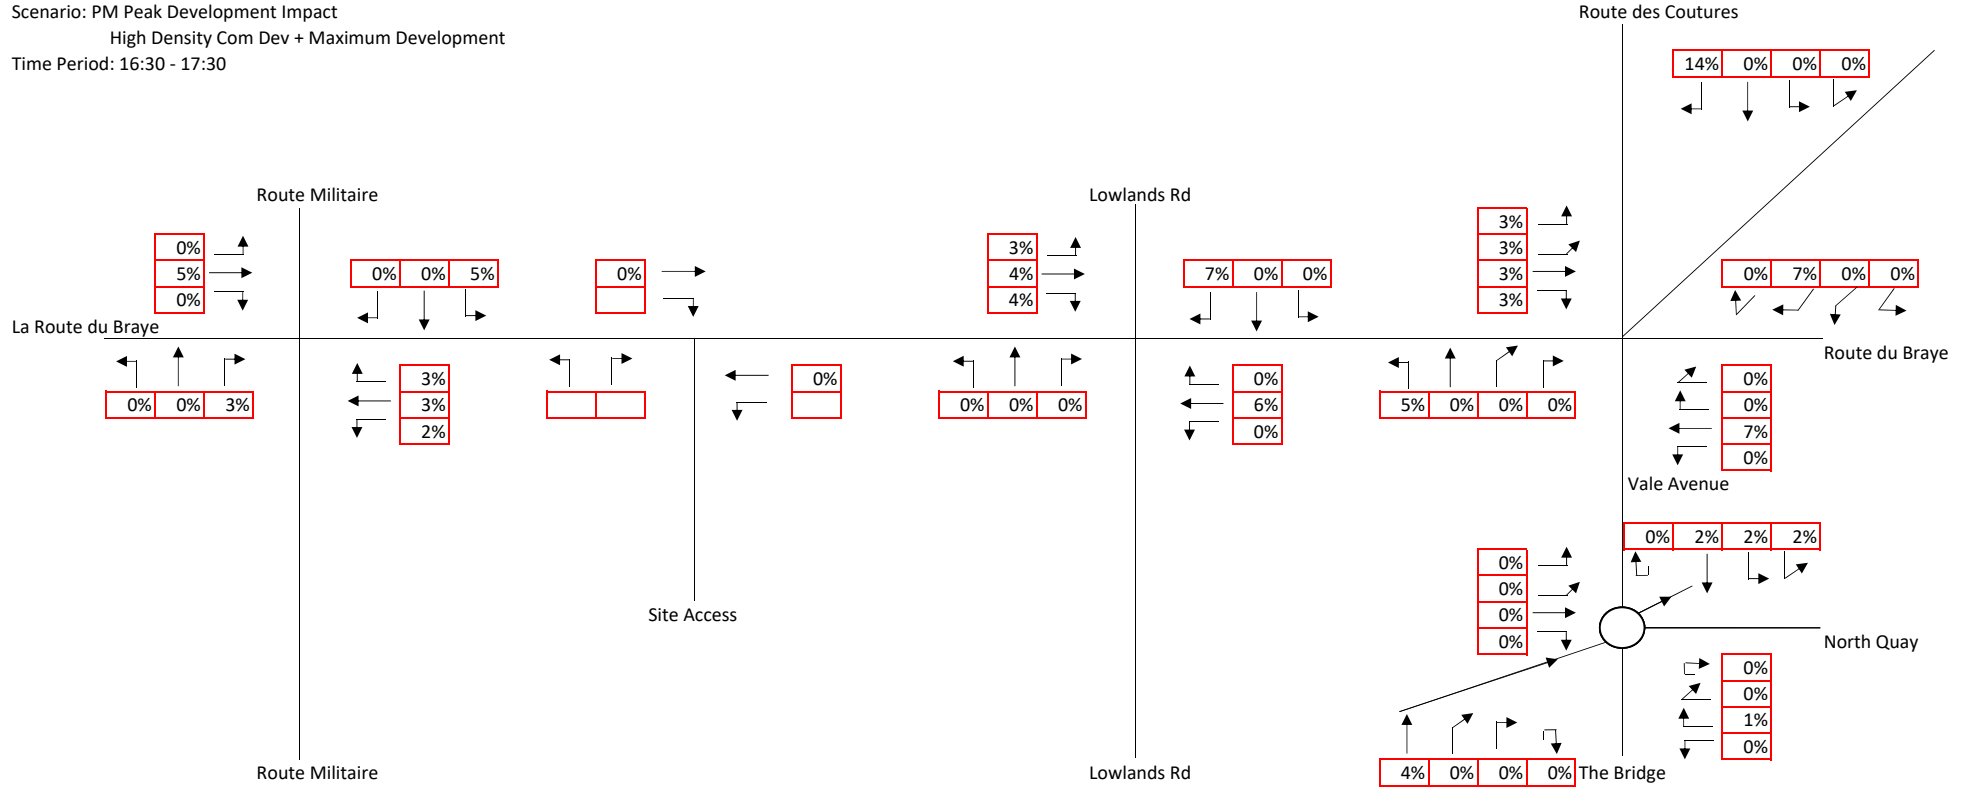 Scenario: PM Peak Development Impact
High Density Com Dev + Maximum Development
Time Period: 16:30 - 17:30
Route des Coutures
14% 0% 0% 0%
Route Militaire
Lowlands Rd
0%
5%
0%
0% 0% 5%
0%
3%
4%
4%
7% 0% 0%
3%
3%
3%
3%
0% 7% 0% 0%
La Route du Braye
Route du Braye
0% 0% 3%
3%
3%
2%
0%
0% 0% 0%
0%
6%
0%
5% 0% 0% 0%
0%
0%
7%
0%
Vale Avenue
0% 2% 2% 2%
0%
0%
0%
0%
Site Access
North Quay
0%
0%
1%
0%
Route Militaire
Lowlands Rd
4% 0% 0% 0%
The Bridge